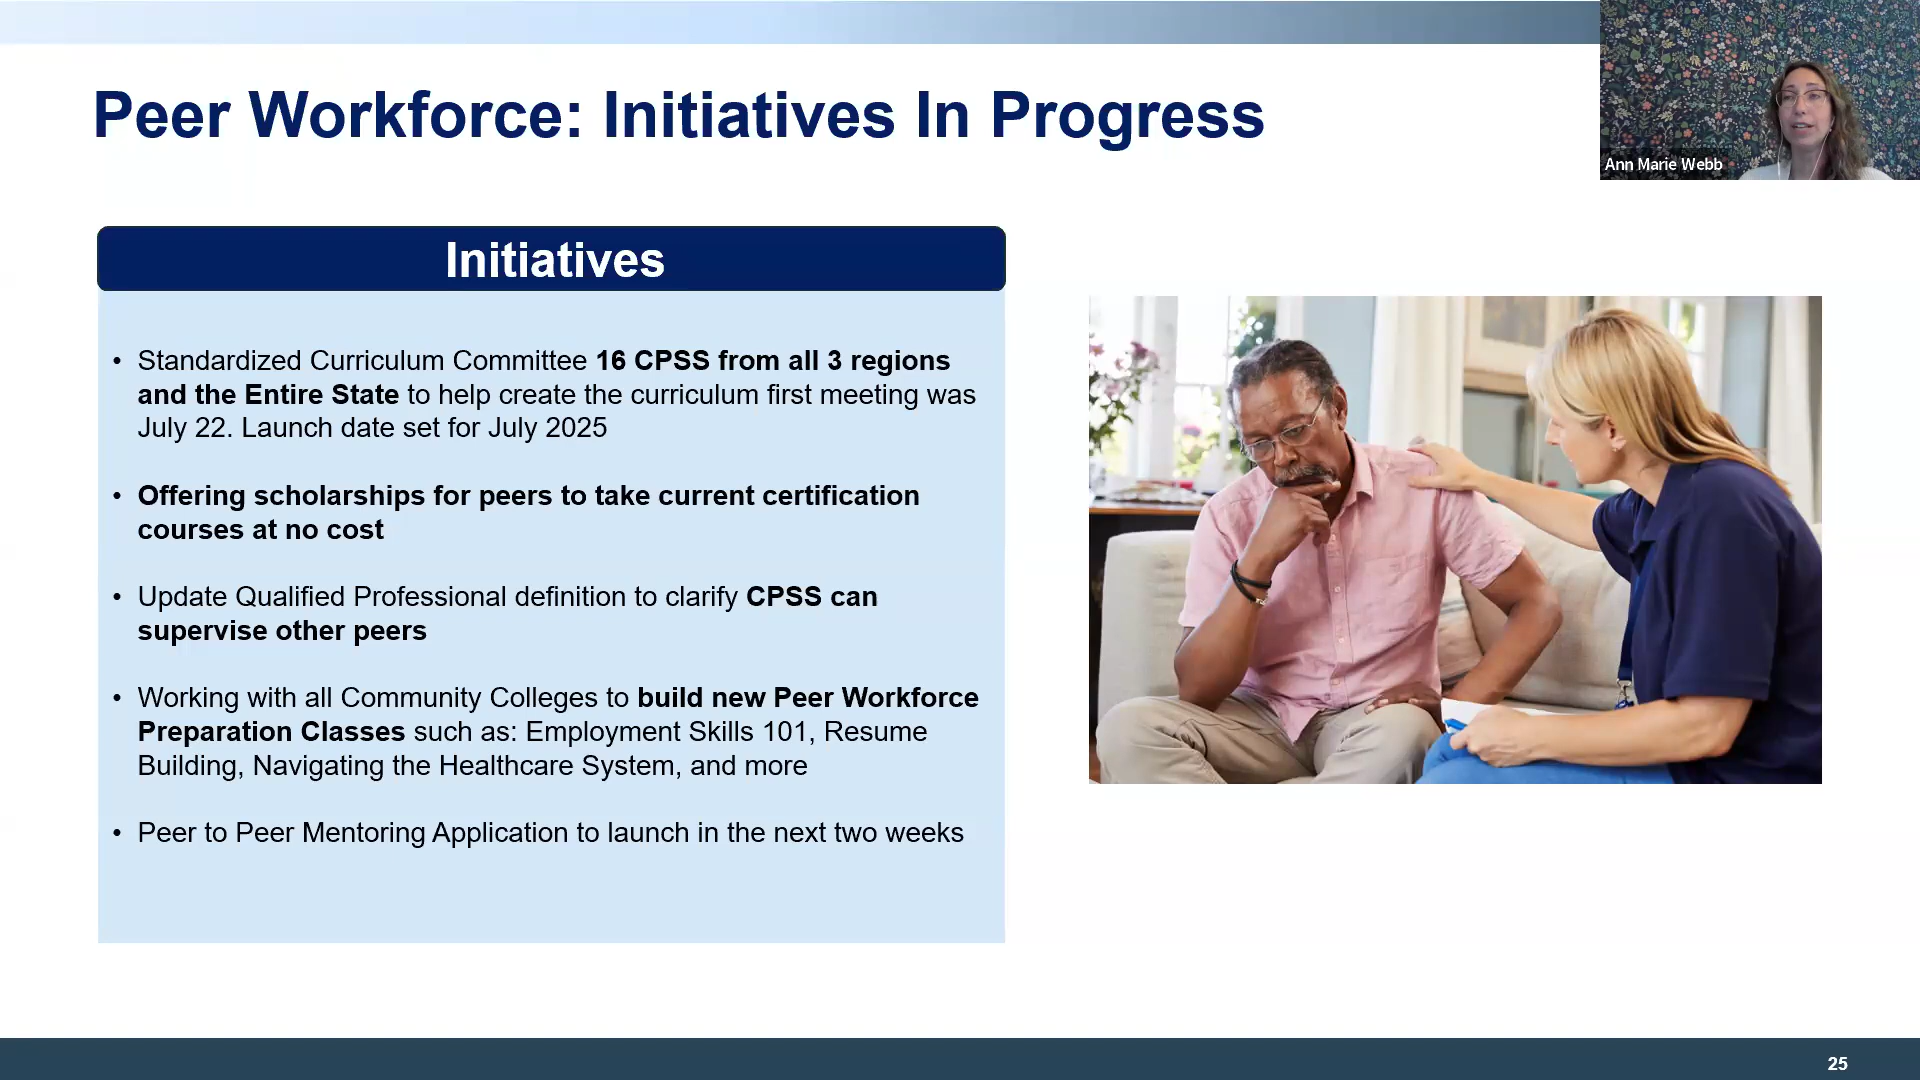 Peer Workforce: Initiatives In Progress
Ann Marie Webb
Initiatives
• Standardized Curriculum Committee 16 CPSS from all 3 regions
and the Entire State to help create the curriculum first meeting was
July 22. Launch date set for July 2025
• Offering scholarships for peers to take current certification
courses at no cost
• Update Qualified Professional definition to clarify CPSS can
supervise other peers
• Working with all Community Colleges to build new Peer Workforce
Preparation Classes such as: Employment Skills 101, Resume
Building, Navigating the Healthcare System, and more
• Peer to Peer Mentoring Application to launch in the next two weeks
25